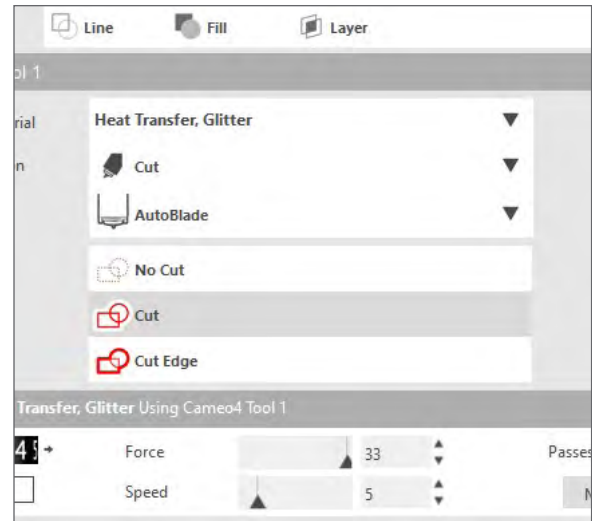 Line Fill Layer
ol 1
rial Heat Transfer, Glitter
n Cut
AutoBlade
No Cut
Cut
Cut Edge
Transfer, Glitter Using Cameo4 Tool 1
4 Force 33 Passes
Speed 5 N